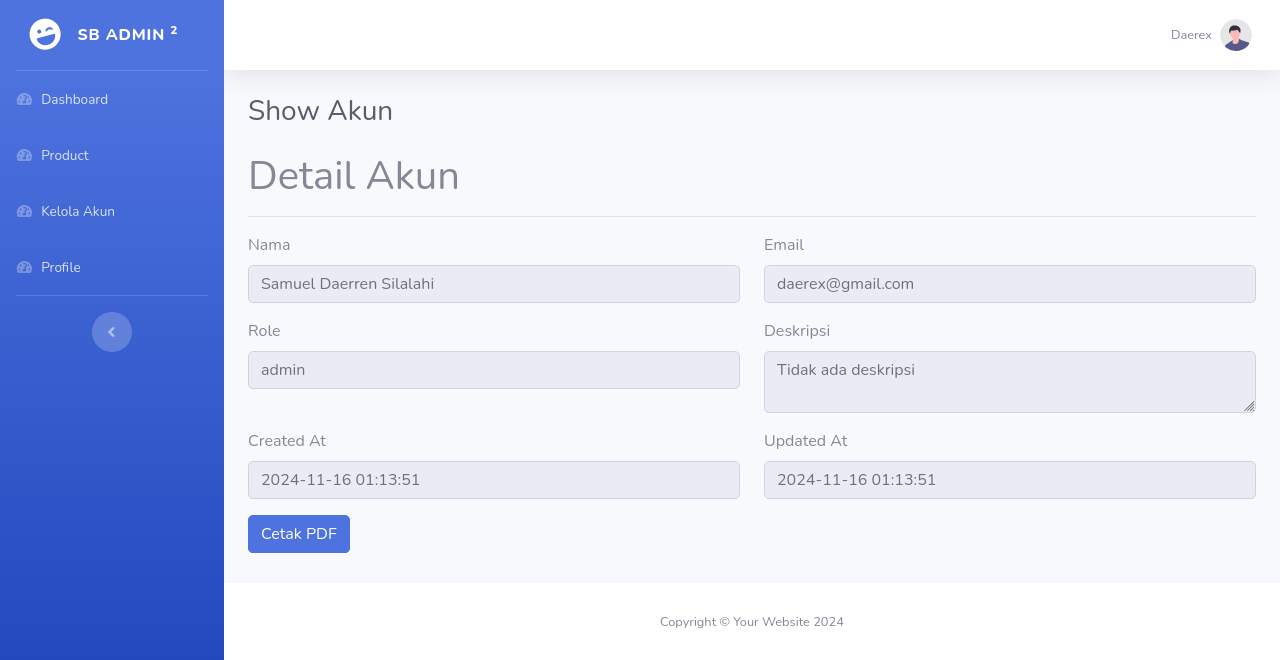 SB ADMIN 2
Daerex
Dashboard
Product
Kelola Akun
Profile
Show Akun
Detail Akun
Nama
Email
Samuel Daerren Silalahi
daerex@gmail.com
Role
Deskripsi
admin
Tidak ada deskripsi
Created At
Updated At
2024-11-16 01:13:51
2024-11-16 01:13:51
Cetak PDF
Copyright © Your Website 2024